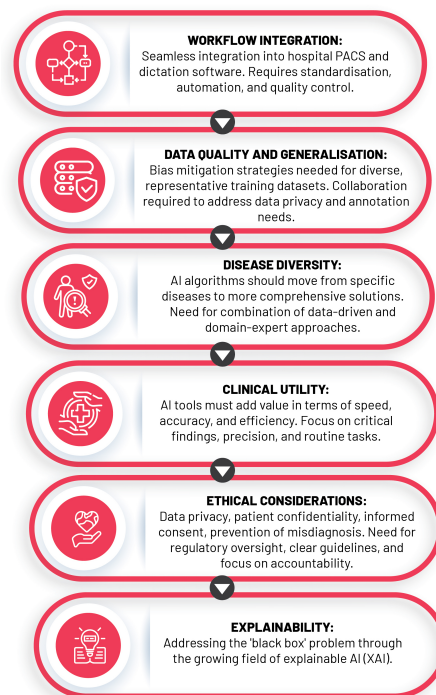 WORKFLOW INTEGRATION:
Seamless integration into hospital PACS and
dictation software. Requires standardisation,
automation, and quality control.
DATA QUALITY AND GENERALISATION:
Bias mitigation strategies needed for diverse,
representative training datasets. Collaboration
required to address data privacy and annotation
needs.
DISEASE DIVERSITY:
AI algorithms should move from specific
diseases to more comprehensive solutions.
Need for combination of data-driven and
domain-expert approaches.
CLINICAL UTILITY:
AI tools must add value in terms of speed,
accuracy, and efficiency. Focus on critical
findings, precision, and routine tasks.
ETHICAL CONSIDERATIONS:
Data privacy, patient confidentiality, informed
consent, prevention of misdiagnosis. Need for
regulatory oversight, clear guidelines, and
focus on accountability.
EXPLAINABILITY:
Addressing the 'black box' problem through
the growing field of explainable AI (XAI).